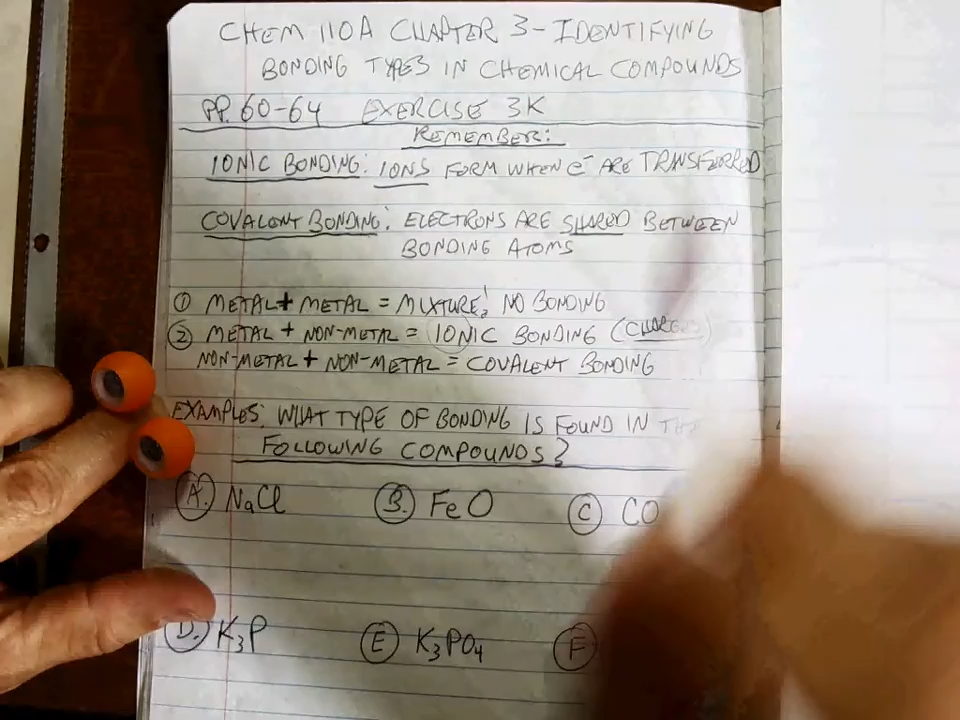 CHEM 110A CHAPTER 3 - IDENTIFYING
BONDING TYPES IN CHEMICAL COMPOUNDS
PP. 60-64 EXERCISE 3K
REMEMBER:
IONIC BONDING: IONS FORM WHEN e⁻ ARE TRANSFERRED
COVALENT BONDING: ELECTRONS ARE SHARED BETWEEN
BONDING ATOMS
① METAL + METAL = MIXTURE; NO BONDING
② METAL + NON-METAL = IONIC BONDING (CHARGES)
NON-METAL + NON-METAL = COVALENT BONDING
EXAMPLES: WHAT TYPE OF BONDING IS FOUND IN THE
FOLLOWING COMPOUNDS?
A. NaCl B. FeO C CO
D. K₃P E K₃PO₄ F